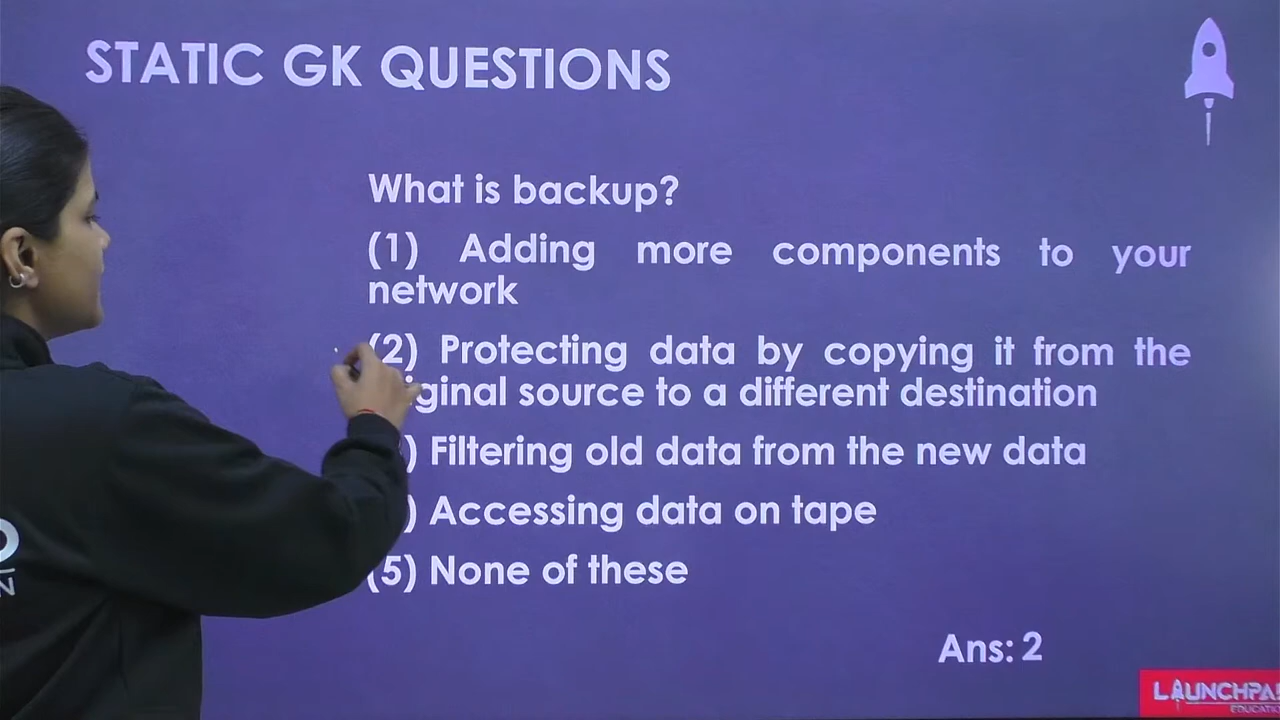 STATIC GK QUESTIONS
What is backup?
(1) Adding more components to your
network
(2) Protecting data by copying it from the
ginal source to a different destination
) Filtering old data from the new data
) Accessing data on tape
(5) None of these
Ans: 2
LAUNCHPA
EDUCATI